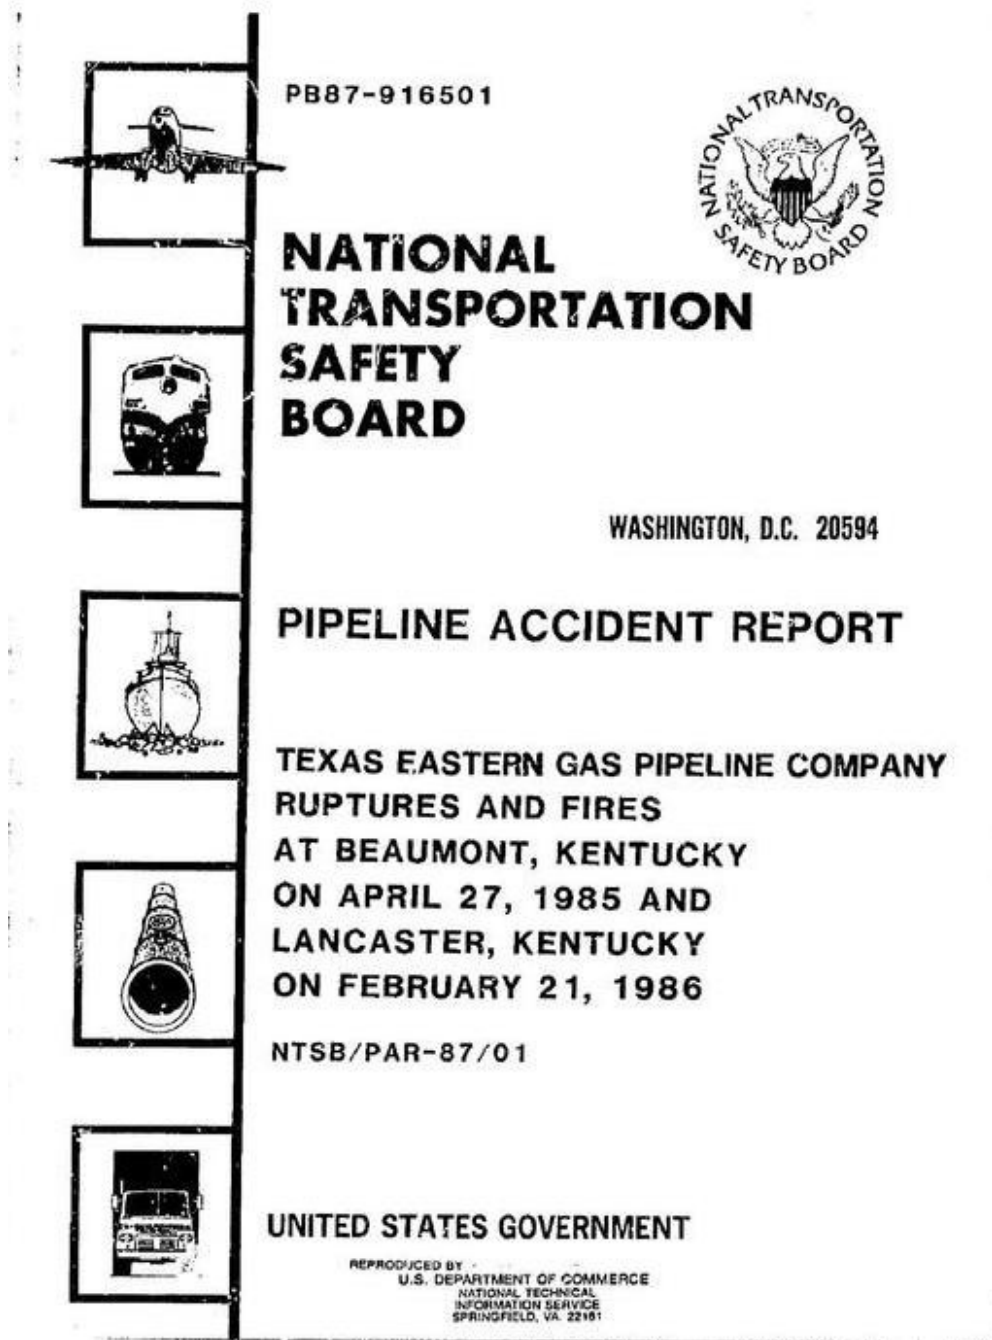 PB87-916501
NATIONAL TRANSPORTATION SAFETY BOARD
NATIONAL
TRANSPORTATION
SAFETY
BOARD
WASHINGTON, D.C. 20594
PIPELINE ACCIDENT REPORT
TEXAS EASTERN GAS PIPELINE COMPANY
RUPTURES AND FIRES
AT BEAUMONT, KENTUCKY
ON APRIL 27, 1985 AND
LANCASTER, KENTUCKY
ON FEBRUARY 21, 1986
NTSB/PAR-87/01
UNITED STATES GOVERNMENT
REPRODUCED BY
U.S. DEPARTMENT OF COMMERCE
NATIONAL TECHNICAL
INFORMATION SERVICE
SPRINGFIELD, VA. 22161